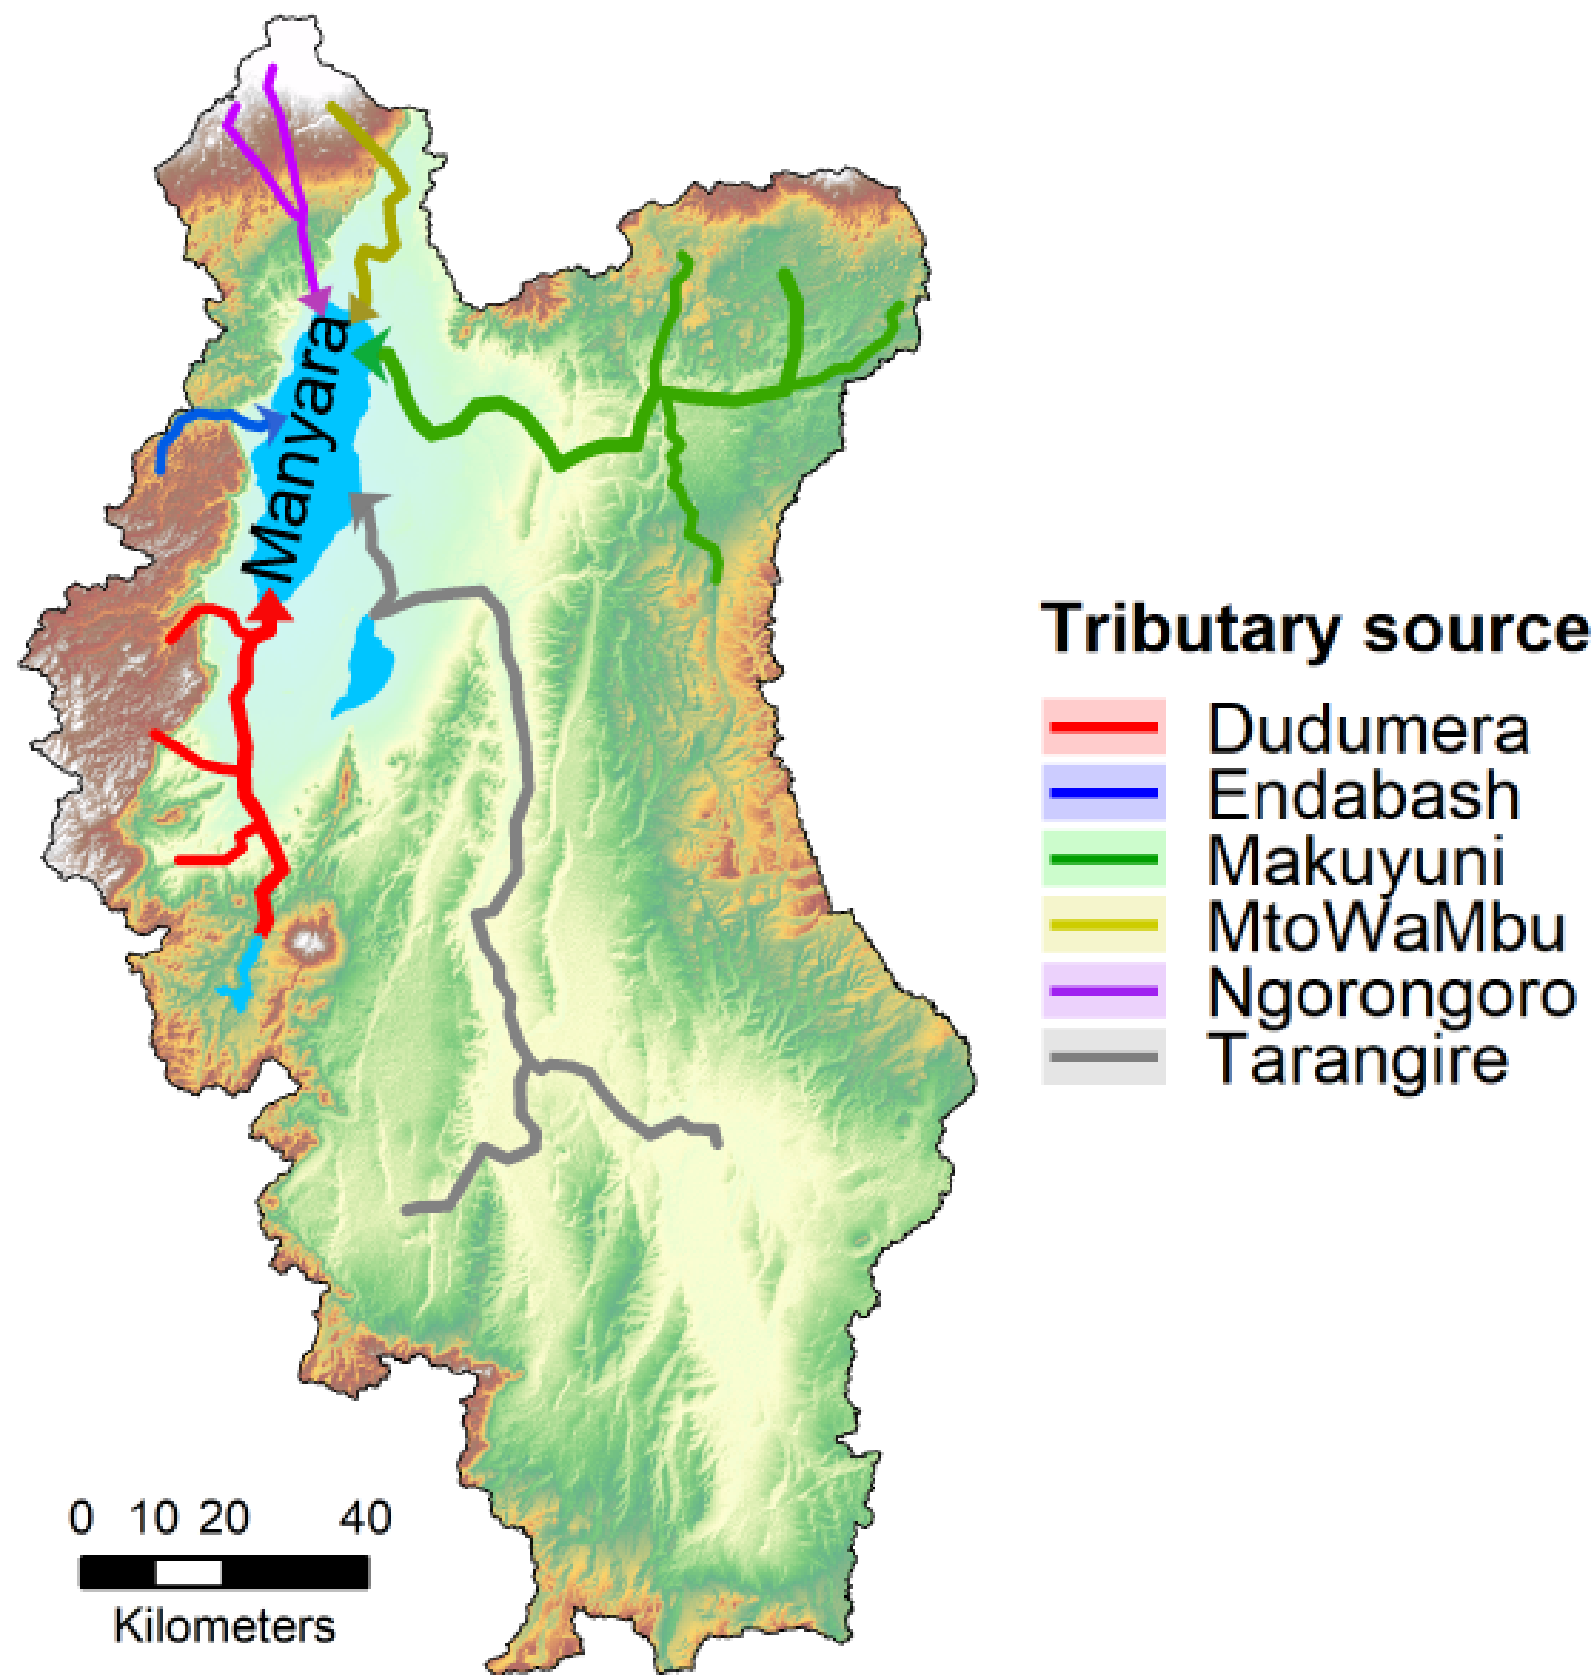 Manyara
Tributary source
Dudumera
Endabash
Makuyuni
MtoWaMbu
Ngorongoro
Tarangire
0 10 20 40
Kilometers